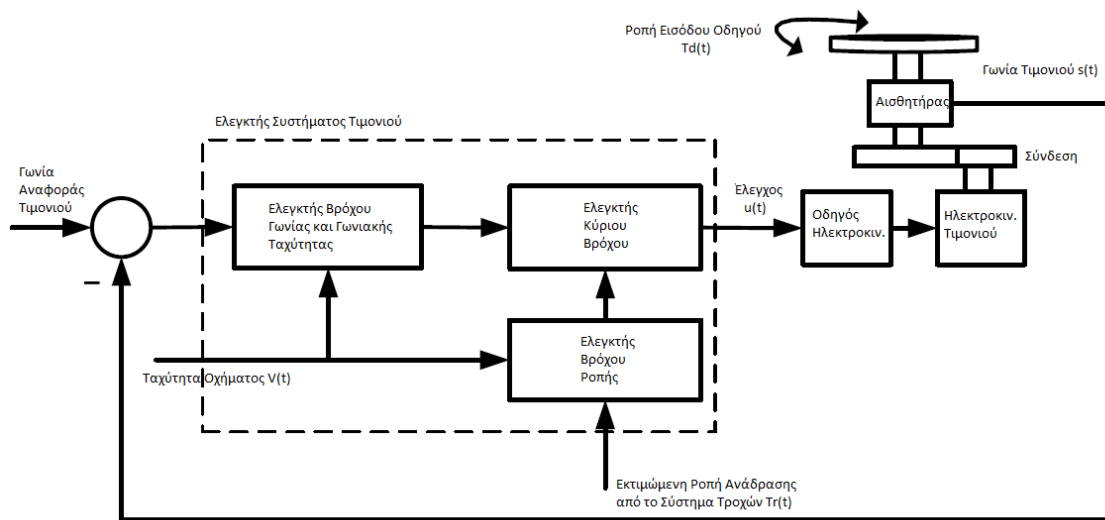 Ροπή Εισόδου Οδηγού
Td(t)
Γωνία Τιμονιού s(t)
Αισθητήρας
Ελεγκτής Συστήματος Τιμονιού
Σύνδεση
Γωνία
Αναφοράς
Τιμονιού
Ελεγκτής Βρόχου
Γωνίας και Γωνιακής
Ταχύτητας
Ελεγκτής
Κύριου
Βρόχου
Έλεγχος
u(t)
Οδηγός
Ηλεκτροκιν.
Ηλεκτροκιν.
Τιμονιού
−
Ελεγκτής
Βρόχου
Ροπής
Ταχύτητα Οχήματος V(t)
Εκτιμώμενη Ροπή Ανάδρασης
από το Σύστημα Τροχών Tr(t)